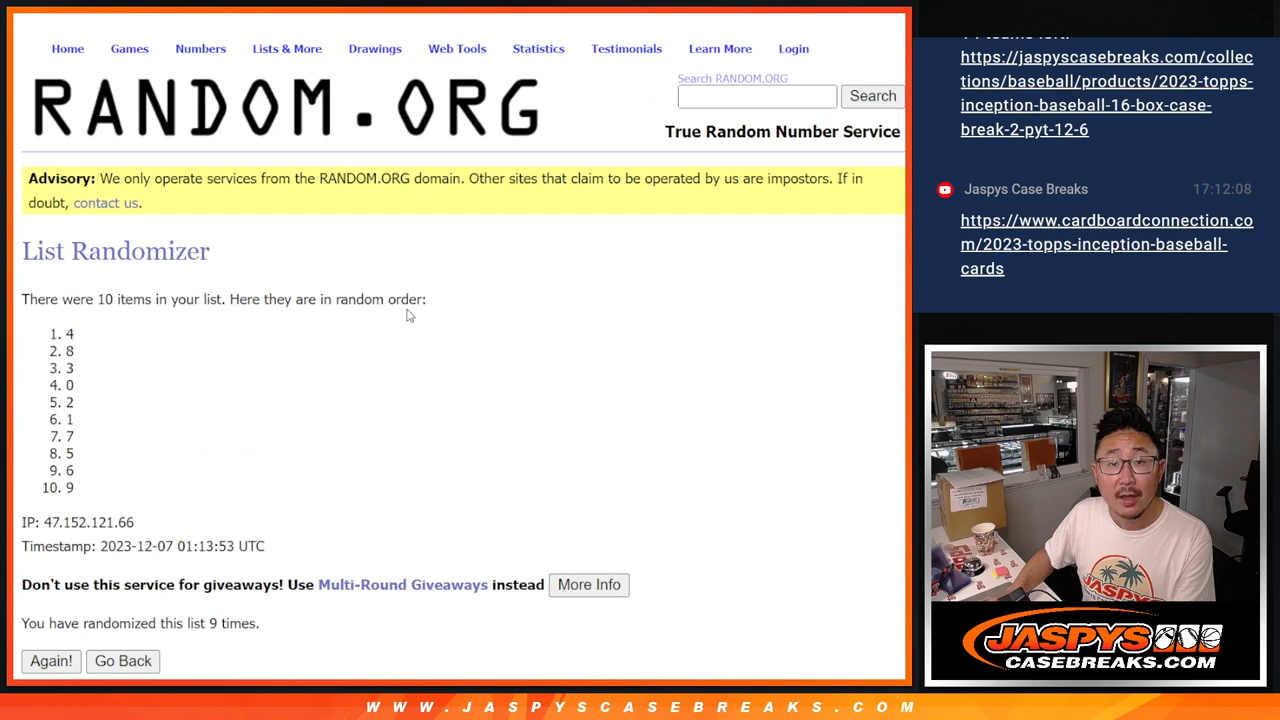 Home Games Numbers Lists & More Drawings Web Tools Statistics Testimonials Learn More Login
RANDOM.ORG
Search RANDOM.ORG
Search
True Random Number Service
Advisory: We only operate services from the RANDOM.ORG domain. Other sites that claim to be operated by us are impostors. If in
doubt, contact us.
List Randomizer
There were 10 items in your list. Here they are in random order:
1. 4
2. 8
3. 3
4. 0
5. 2
6. 1
7. 7
8. 5
9. 6
10. 9
IP: 47.152.121.66
Timestamp: 2023-12-07 01:13:53 UTC
Don't use this service for giveaways! Use Multi-Round Giveaways instead More Info
You have randomized this list 9 times.
Again! Go Back
https://jaspyscasebreaks.com/collec
tions/baseball/products/2023-topps-
inception-baseball-16-box-case-
break-2-pyt-12-6
Jaspys Case Breaks 17:12:08
https://www.cardboardconnection.co
m/2023-topps-inception-baseball-
cards
JASPYS
JASPYS
CASEBREAKS.COM
WWW.JASPYSCASEBREAKS.COM